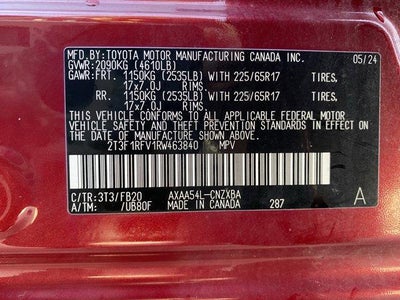 MFD. BY: TOYOTA MOTOR MANUFACTURING CANADA INC. 05/24
GVWR: 2090KG (4610LB)
GAWR: FRT. 1150KG (2535LB) WITH 225/65R17 TIRES,
17x7.0J RIMS,
RR. 1150KG (2535LB) WITH 225/65R17 TIRES,
17x7.0J RIMS,
THIS VEHICLE CONFORMS TO ALL APPLICABLE
FEDERAL MOTOR VEHICLE SAFETY STANDARDS IN EFFECT
ON THE DATE OF MANUFACTURE SHOWN ABOVE.
2T3F1RFV1RW463840 MPV
C/TR: 3T3/FB20 AXAA54L-CNZXBA
A/TM: /UB80F MADE IN CANADA 287 A